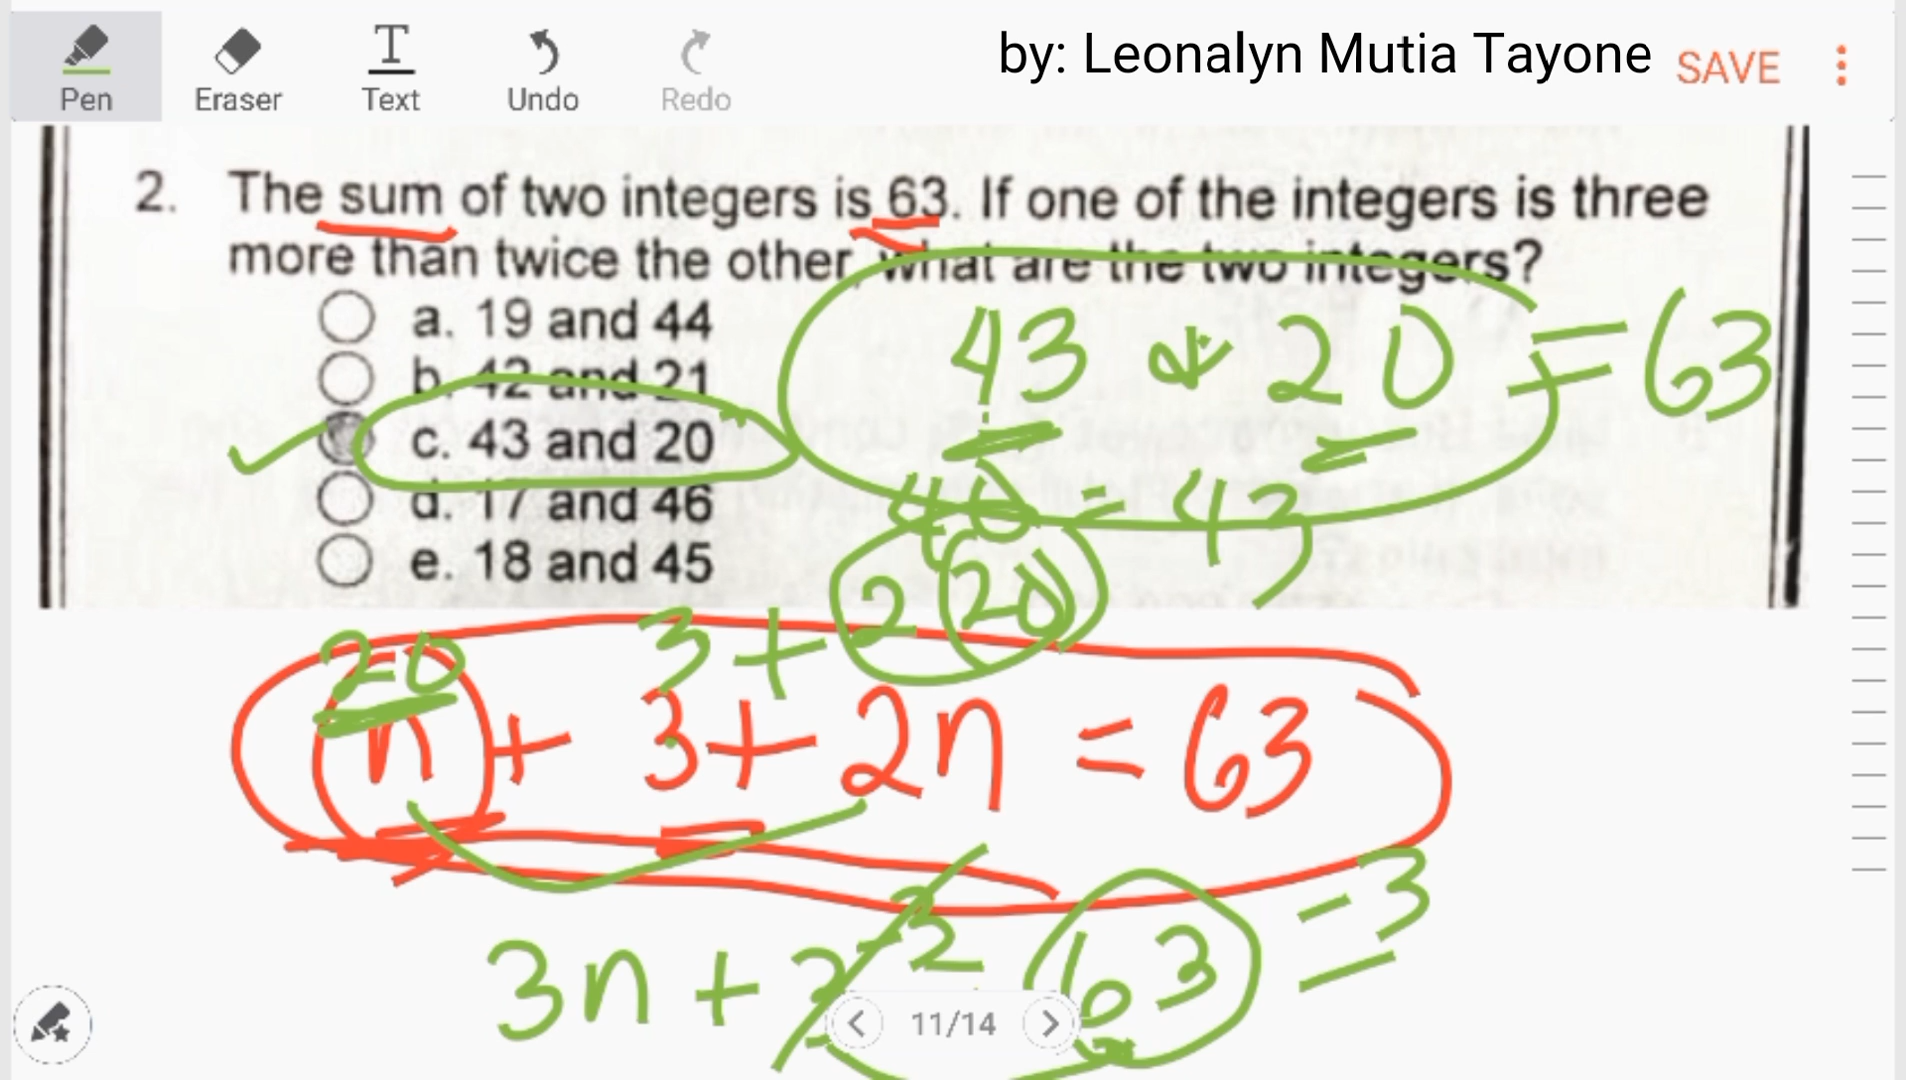 by: Leonalyn Mutia Tayone
SAVE
Pen
Eraser
Text
Undo
Redo
2. The sum of two integers is 63. If one of the integers is three
more than twice the other, what are the two integers?
a. 19 and 44
b. 42 and 21
c. 43 and 20
d. 17 and 46
e. 18 and 45
43 & 20 = 63
40 = 43
3 + 2(20)
20
n + 3 + 2n = 63
3n + 63 - 3
11/14